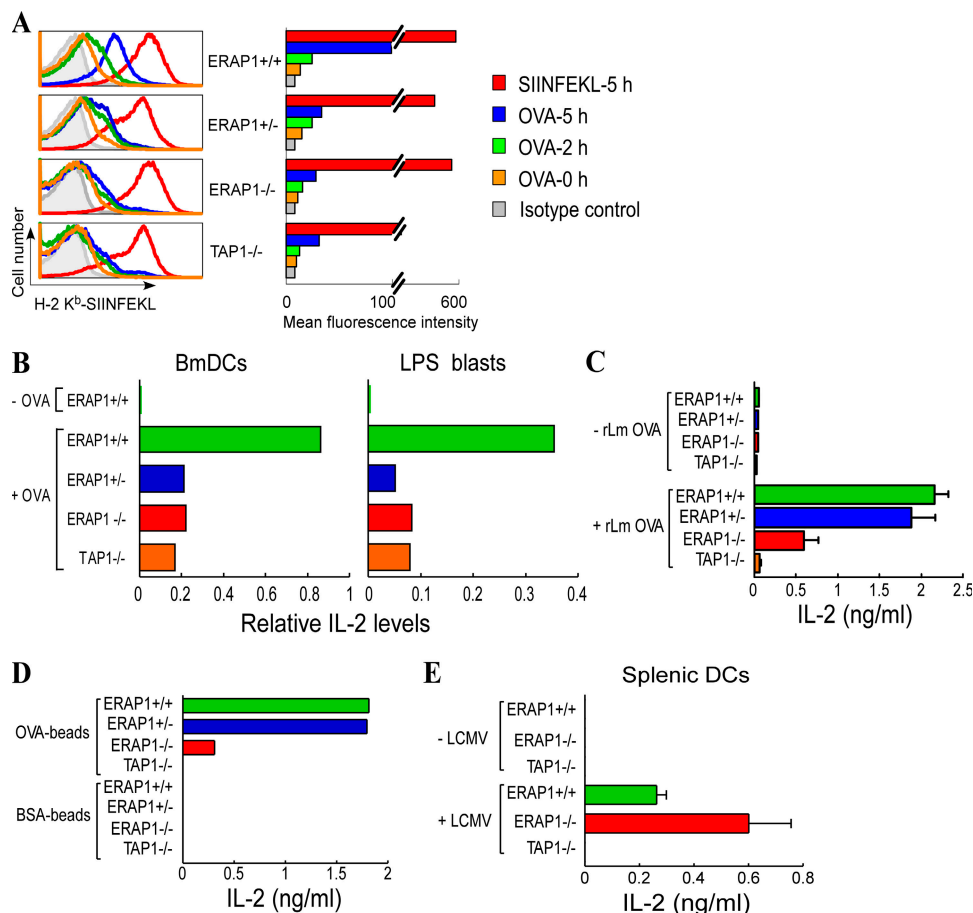 A
ERAP1+/+
ERAP1+/-
ERAP1-/-
TAP1-/-
Cell number
H-2 Kᵇ-SIINFEKL
0
100
600
Mean fluorescence intensity
SIINFEKL-5 h
OVA-5 h
OVA-2 h
OVA-0 h
Isotype control
B
BmDCs
LPS blasts
- OVA
ERAP1+/+
+ OVA
ERAP1+/+
ERAP1+/-
ERAP1 -/-
TAP1-/-
0 0.2 0.4 0.6 0.8 1
0 0.1 0.2 0.3 0.4
Relative IL-2 levels
C
- rLm OVA
ERAP1+/+
ERAP1+/-
ERAP1-/-
TAP1-/-
+ rLm OVA
ERAP1+/+
ERAP1+/-
ERAP1-/-
TAP1-/-
0 0.5 1 1.5 2 2.5
IL-2 (ng/ml)
D
OVA-beads
ERAP1+/+
ERAP1+/-
ERAP1-/-
TAP1-/-
BSA-beads
ERAP1+/+
ERAP1+/-
ERAP1-/-
TAP1-/-
0 0.5 1 1.5 2
IL-2 (ng/ml)
E
Splenic DCs
- LCMV
ERAP1+/+
ERAP1-/-
TAP1-/-
+ LCMV
ERAP1+/+
ERAP1-/-
TAP1-/-
0 0.2 0.4 0.6 0.8
IL-2 (ng/ml)